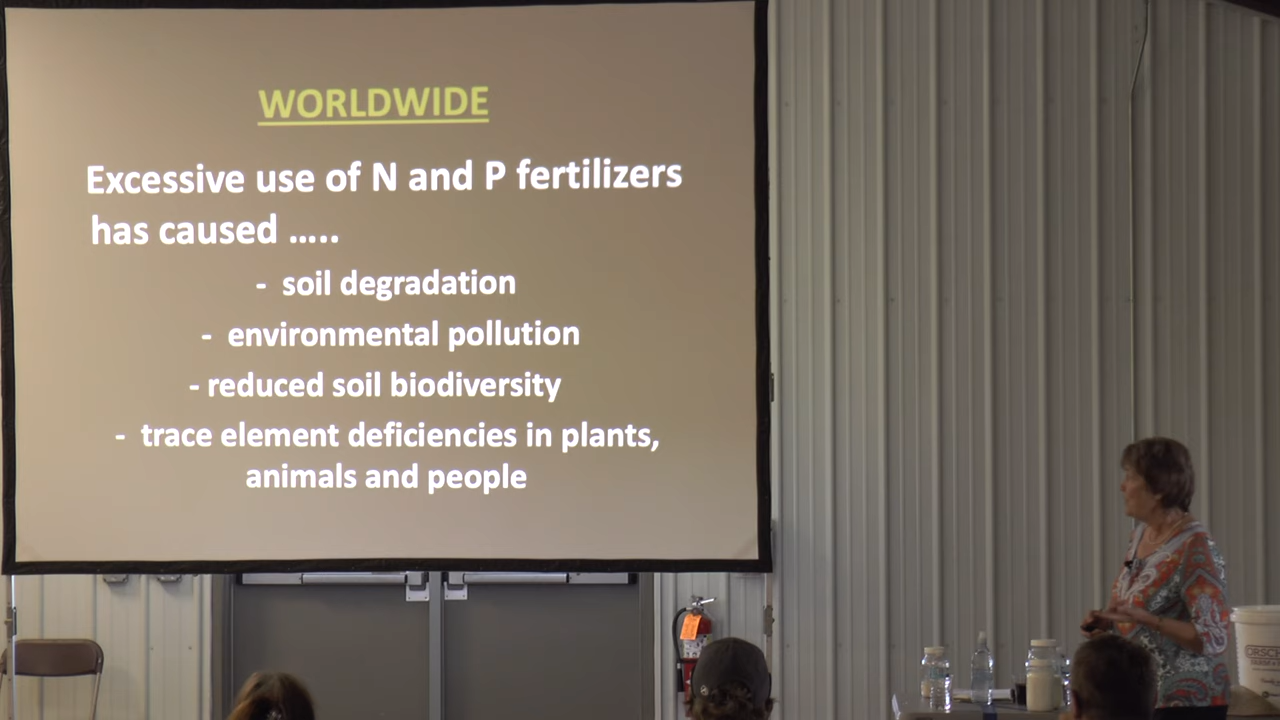 WORLDWIDE
Excessive use of N and P fertilizers
has caused .....
- soil degradation
- environmental pollution
- reduced soil biodiversity
- trace element deficiencies in plants,
animals and people